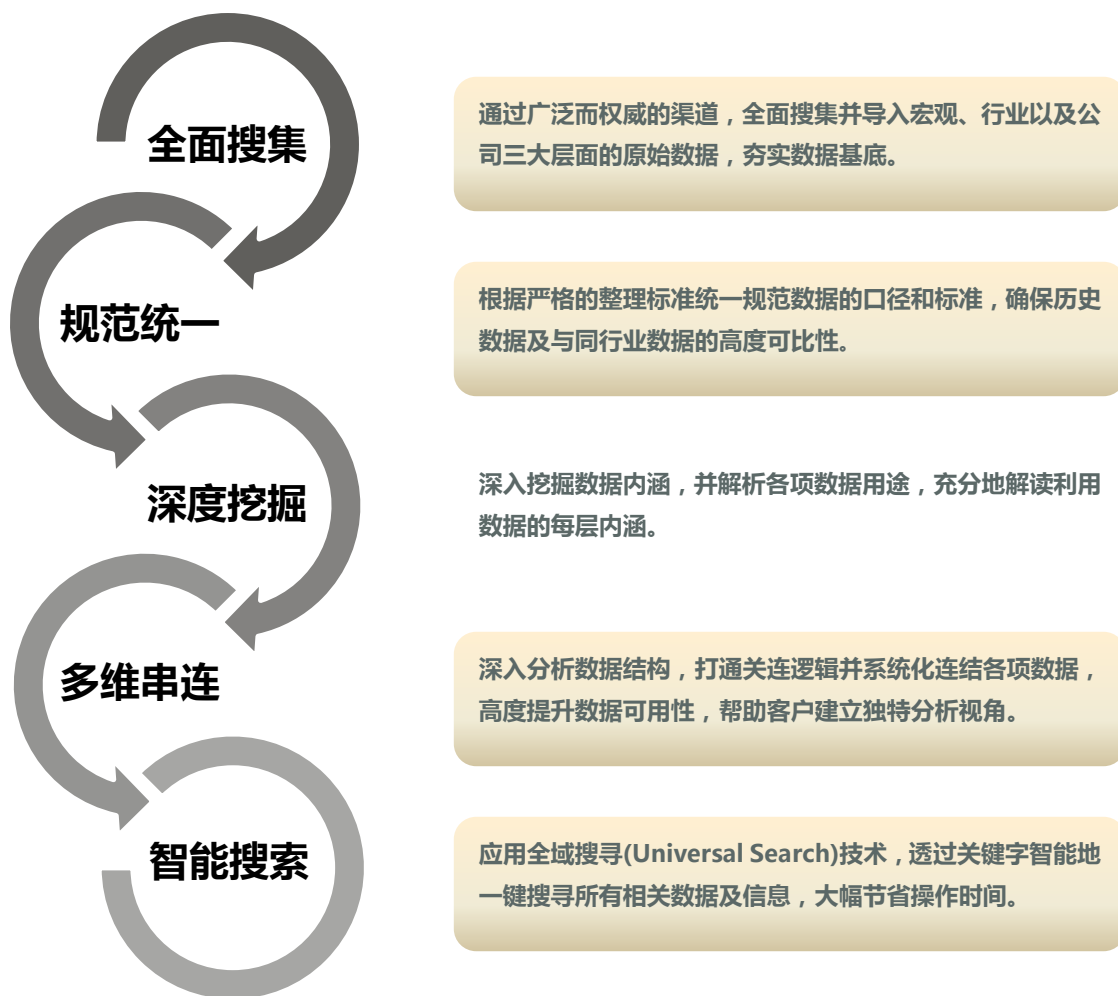 全面搜集
通过广泛而权威的渠道，全面搜集并导入宏观、行业以及公
司三大层面的原始数据，夯实数据基底。
规范统一
根据严格的整理标准统一规范数据的口径和标准，确保历史
数据及与同行业数据的高度可比性。
深度挖掘
深入挖掘数据内涵，并解析各项数据用途，充分地解读利用
数据的每层内涵。
多维串连
深入分析数据结构，打通关连逻辑并系统化连结各项数据，
高度提升数据可用性，帮助客户建立独特分析视角。
智能搜索
应用全域搜寻(Universal Search)技术，透过关键字智能地
一键搜寻所有相关数据及信息，大幅节省操作时间。